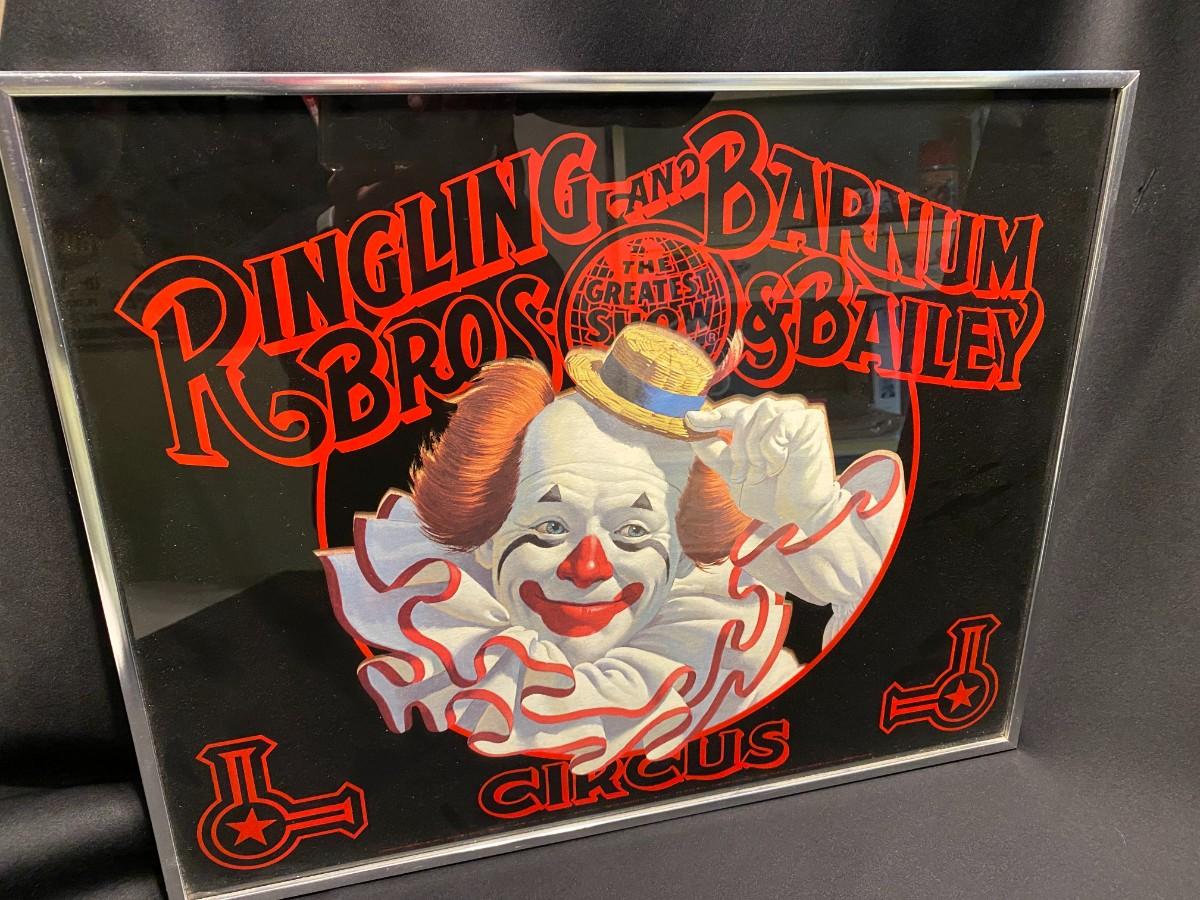 RINGLING AND BARNUM
BROS. & BAILEY
THE
GREATEST
SHOW
®
CIRCUS